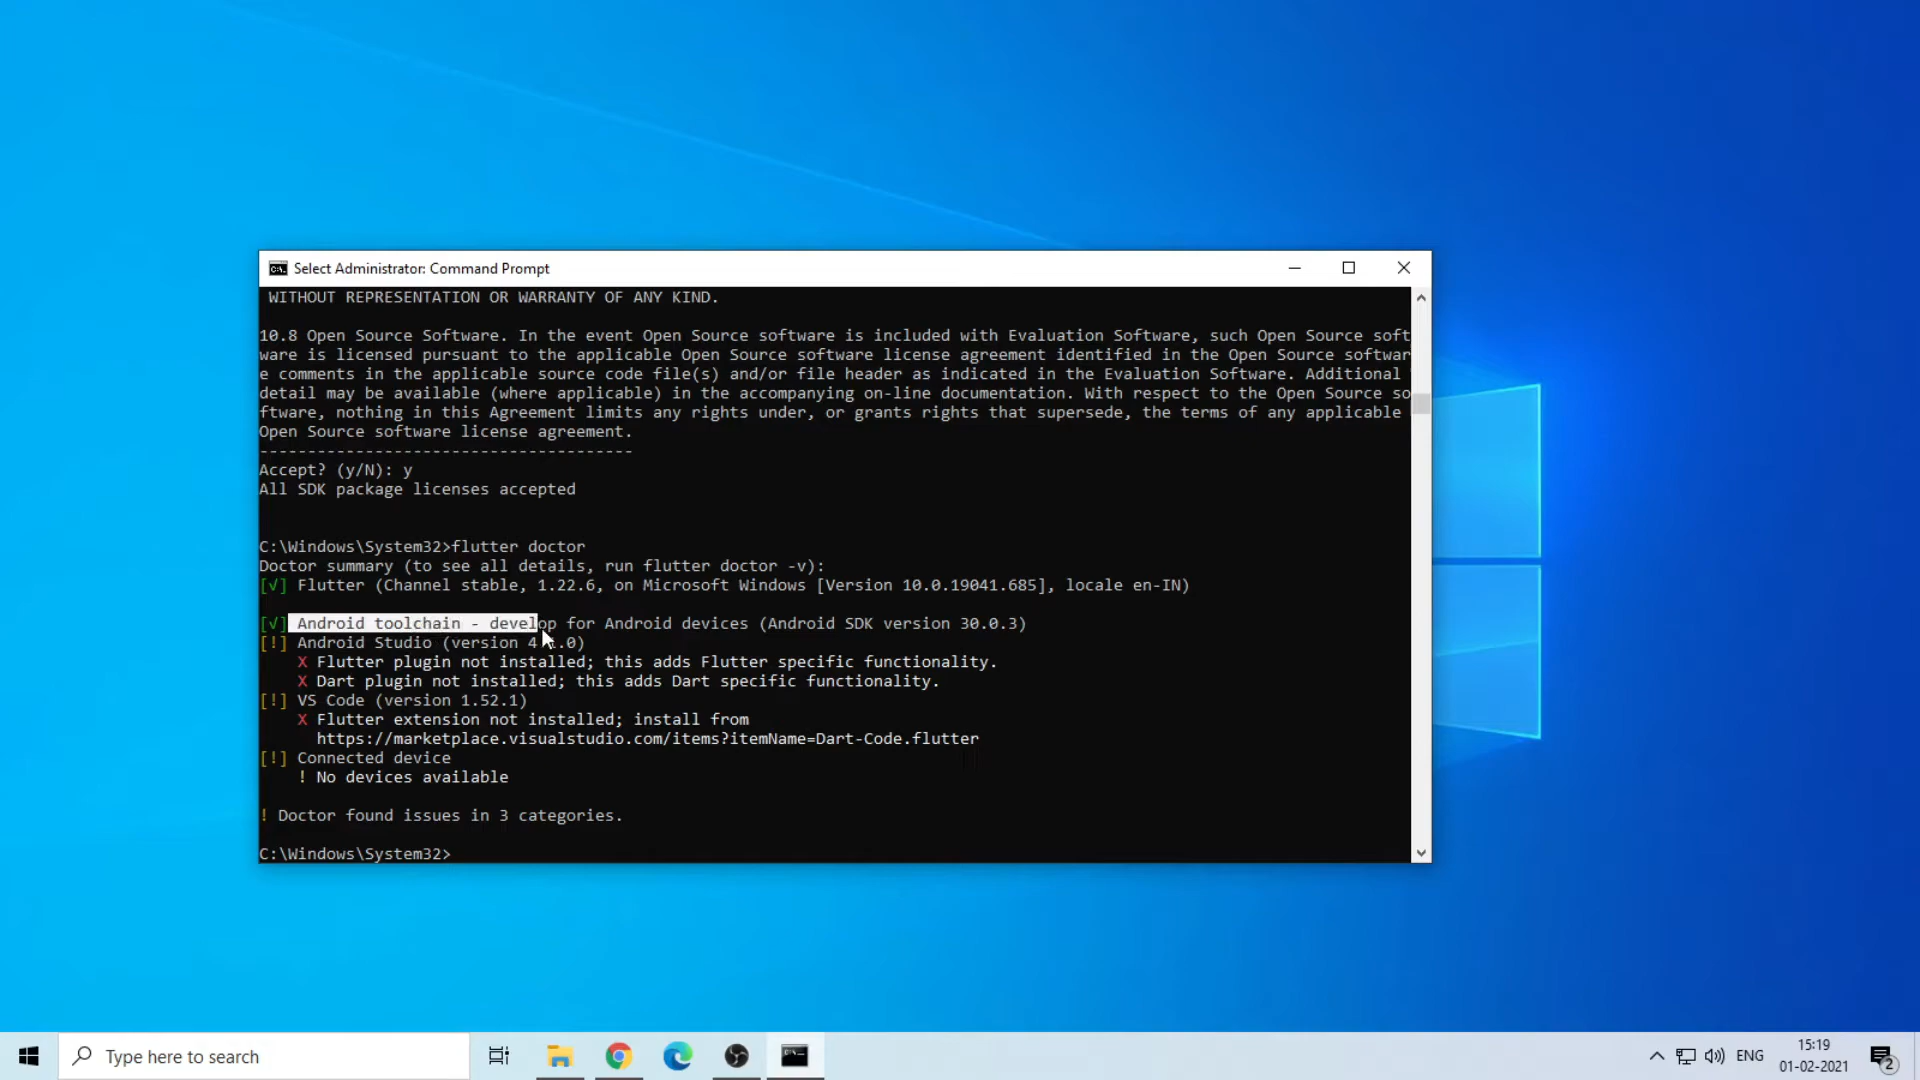 Select Administrator: Command Prompt
WITHOUT REPRESENTATION OR WARRANTY OF ANY KIND.
10.8 Open Source Software. In the event Open Source software is included with Evaluation Software, such Open Source soft
ware is licensed pursuant to the applicable Open Source software license agreement identified in the Open Source softwar
e comments in the applicable source code file(s) and/or file header as indicated in the Evaluation Software. Additional
detail may be available (where applicable) in the accompanying on-line documentation. With respect to the Open Source so
ftware, nothing in this Agreement limits any rights under, or grants rights that supersede, the terms of any applicable
Open Source software license agreement.
---------------------------------------
Accept? (y/N): y
All SDK package licenses accepted
C:\Windows\System32>flutter doctor
Doctor summary (to see all details, run flutter doctor -v):
[√] Flutter (Channel stable, 1.22.6, on Microsoft Windows [Version 10.0.19041.685], locale en-IN)
[√] Android toolchain - develop for Android devices (Android SDK version 30.0.3)
[!] Android Studio (version 4.1.0)
X Flutter plugin not installed; this adds Flutter specific functionality.
X Dart plugin not installed; this adds Dart specific functionality.
[!] VS Code (version 1.52.1)
X Flutter extension not installed; install from
https://marketplace.visualstudio.com/items?itemName=Dart-Code.flutter
[!] Connected device
! No devices available
! Doctor found issues in 3 categories.
C:\Windows\System32>
Type here to search
ENG
15:19
01-02-2021
2